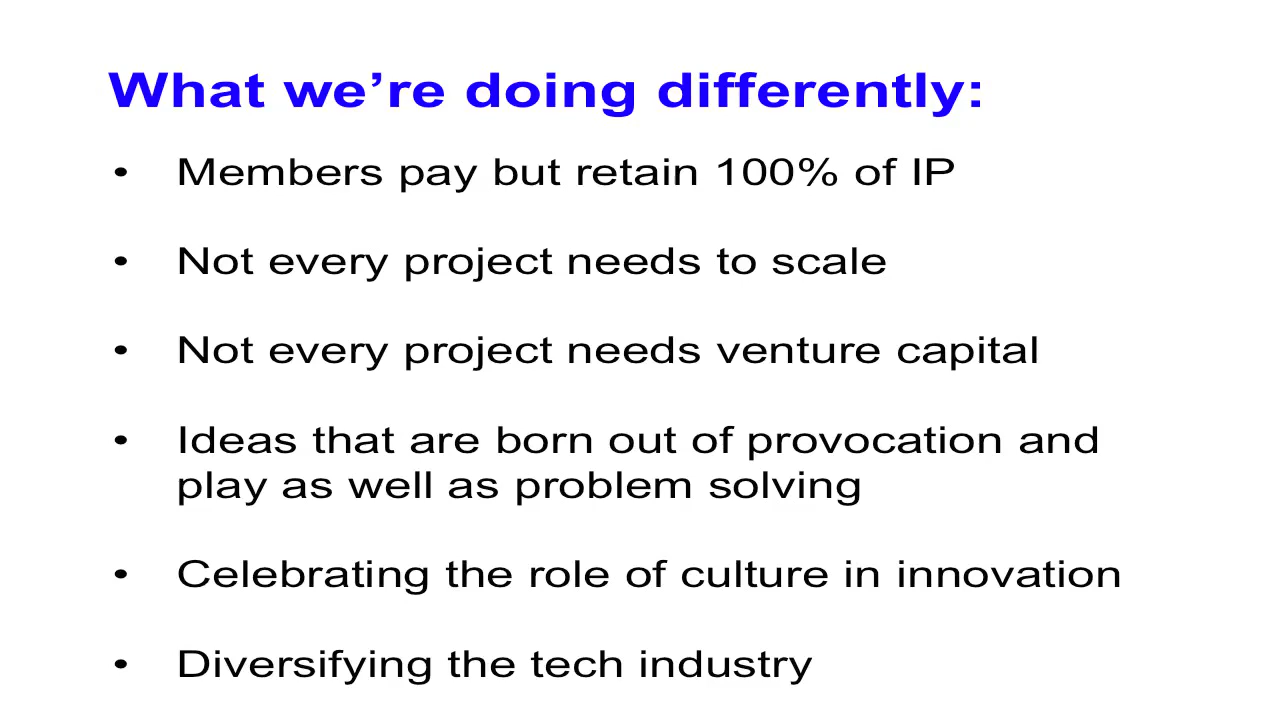 What we’re doing differently:
• Members pay but retain 100% of IP
• Not every project needs to scale
• Not every project needs venture capital
• Ideas that are born out of provocation and
play as well as problem solving
• Celebrating the role of culture in innovation
• Diversifying the tech industry